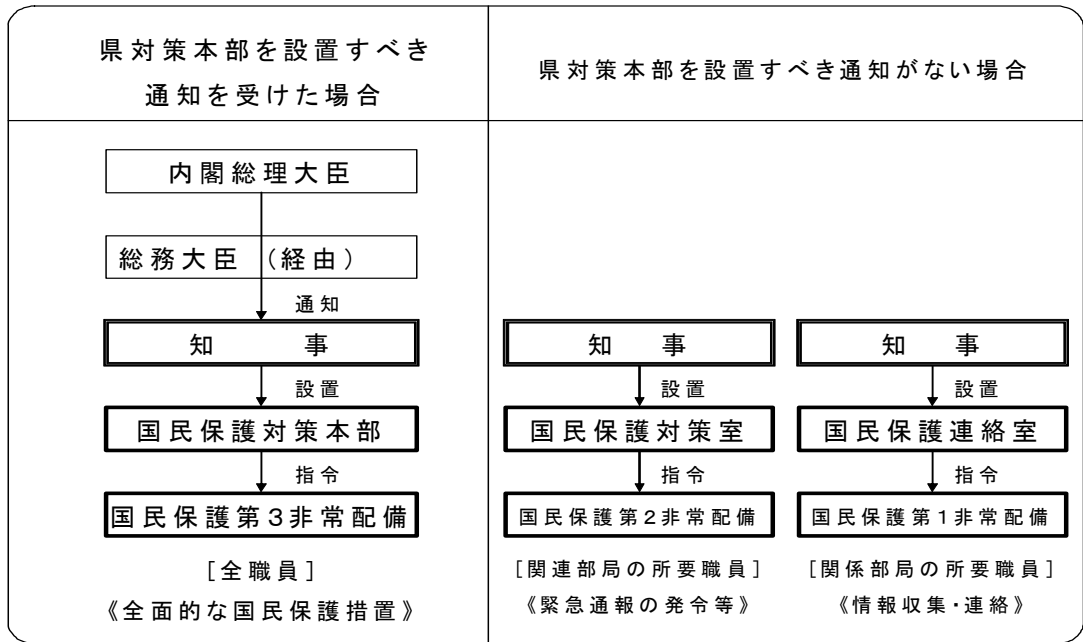 県対策本部を設置すべき
通知を受けた場合
県対策本部を設置すべき通知がない場合
内閣総理大臣
総務大臣(経由)
通知
知 事
設置
国民保護対策本部
指令
国民保護第3非常配備
[全職員]
《全面的な国民保護措置》
知 事
設置
国民保護対策室
指令
国民保護第2非常配備
[関連部局の所要職員]
《緊急通報の発令等》
知 事
設置
国民保護連絡室
指令
国民保護第1非常配備
[関係部局の所要職員]
《情報収集・連絡》